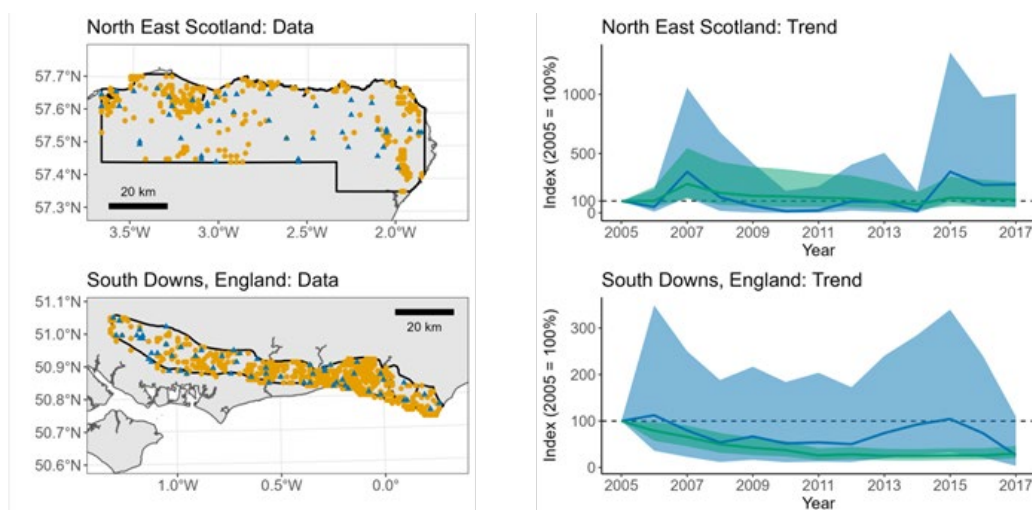 North East Scotland: Data
57.7°N
57.6°N
57.5°N
57.4°N
57.3°N
20 km
3.5°W 3.0°W 2.5°W 2.0°W
North East Scotland: Trend
Index (2005 = 100%)
1000
500
100
0
2005 2007 2009 2011 2013 2015 2017
Year
South Downs, England: Data
51.1°N
51.0°N
50.9°N
50.8°N
50.7°N
50.6°N
20 km
1.0°W 0.5°W 0.0°
South Downs, England: Trend
Index (2005 = 100%)
300
200
100
0
2005 2007 2009 2011 2013 2015 2017
Year